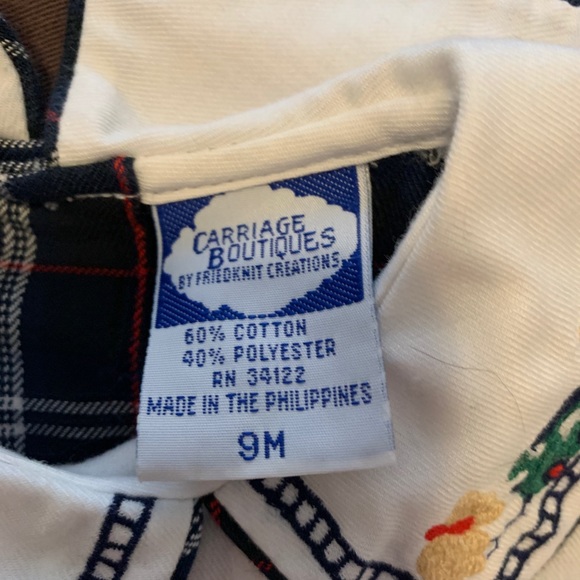 CARRIAGE
BOUTIQUES
BY FRIEDKNIT CREATIONS
60% COTTON
40% POLYESTER
RN 34122
MADE IN THE PHILIPPINES
9M